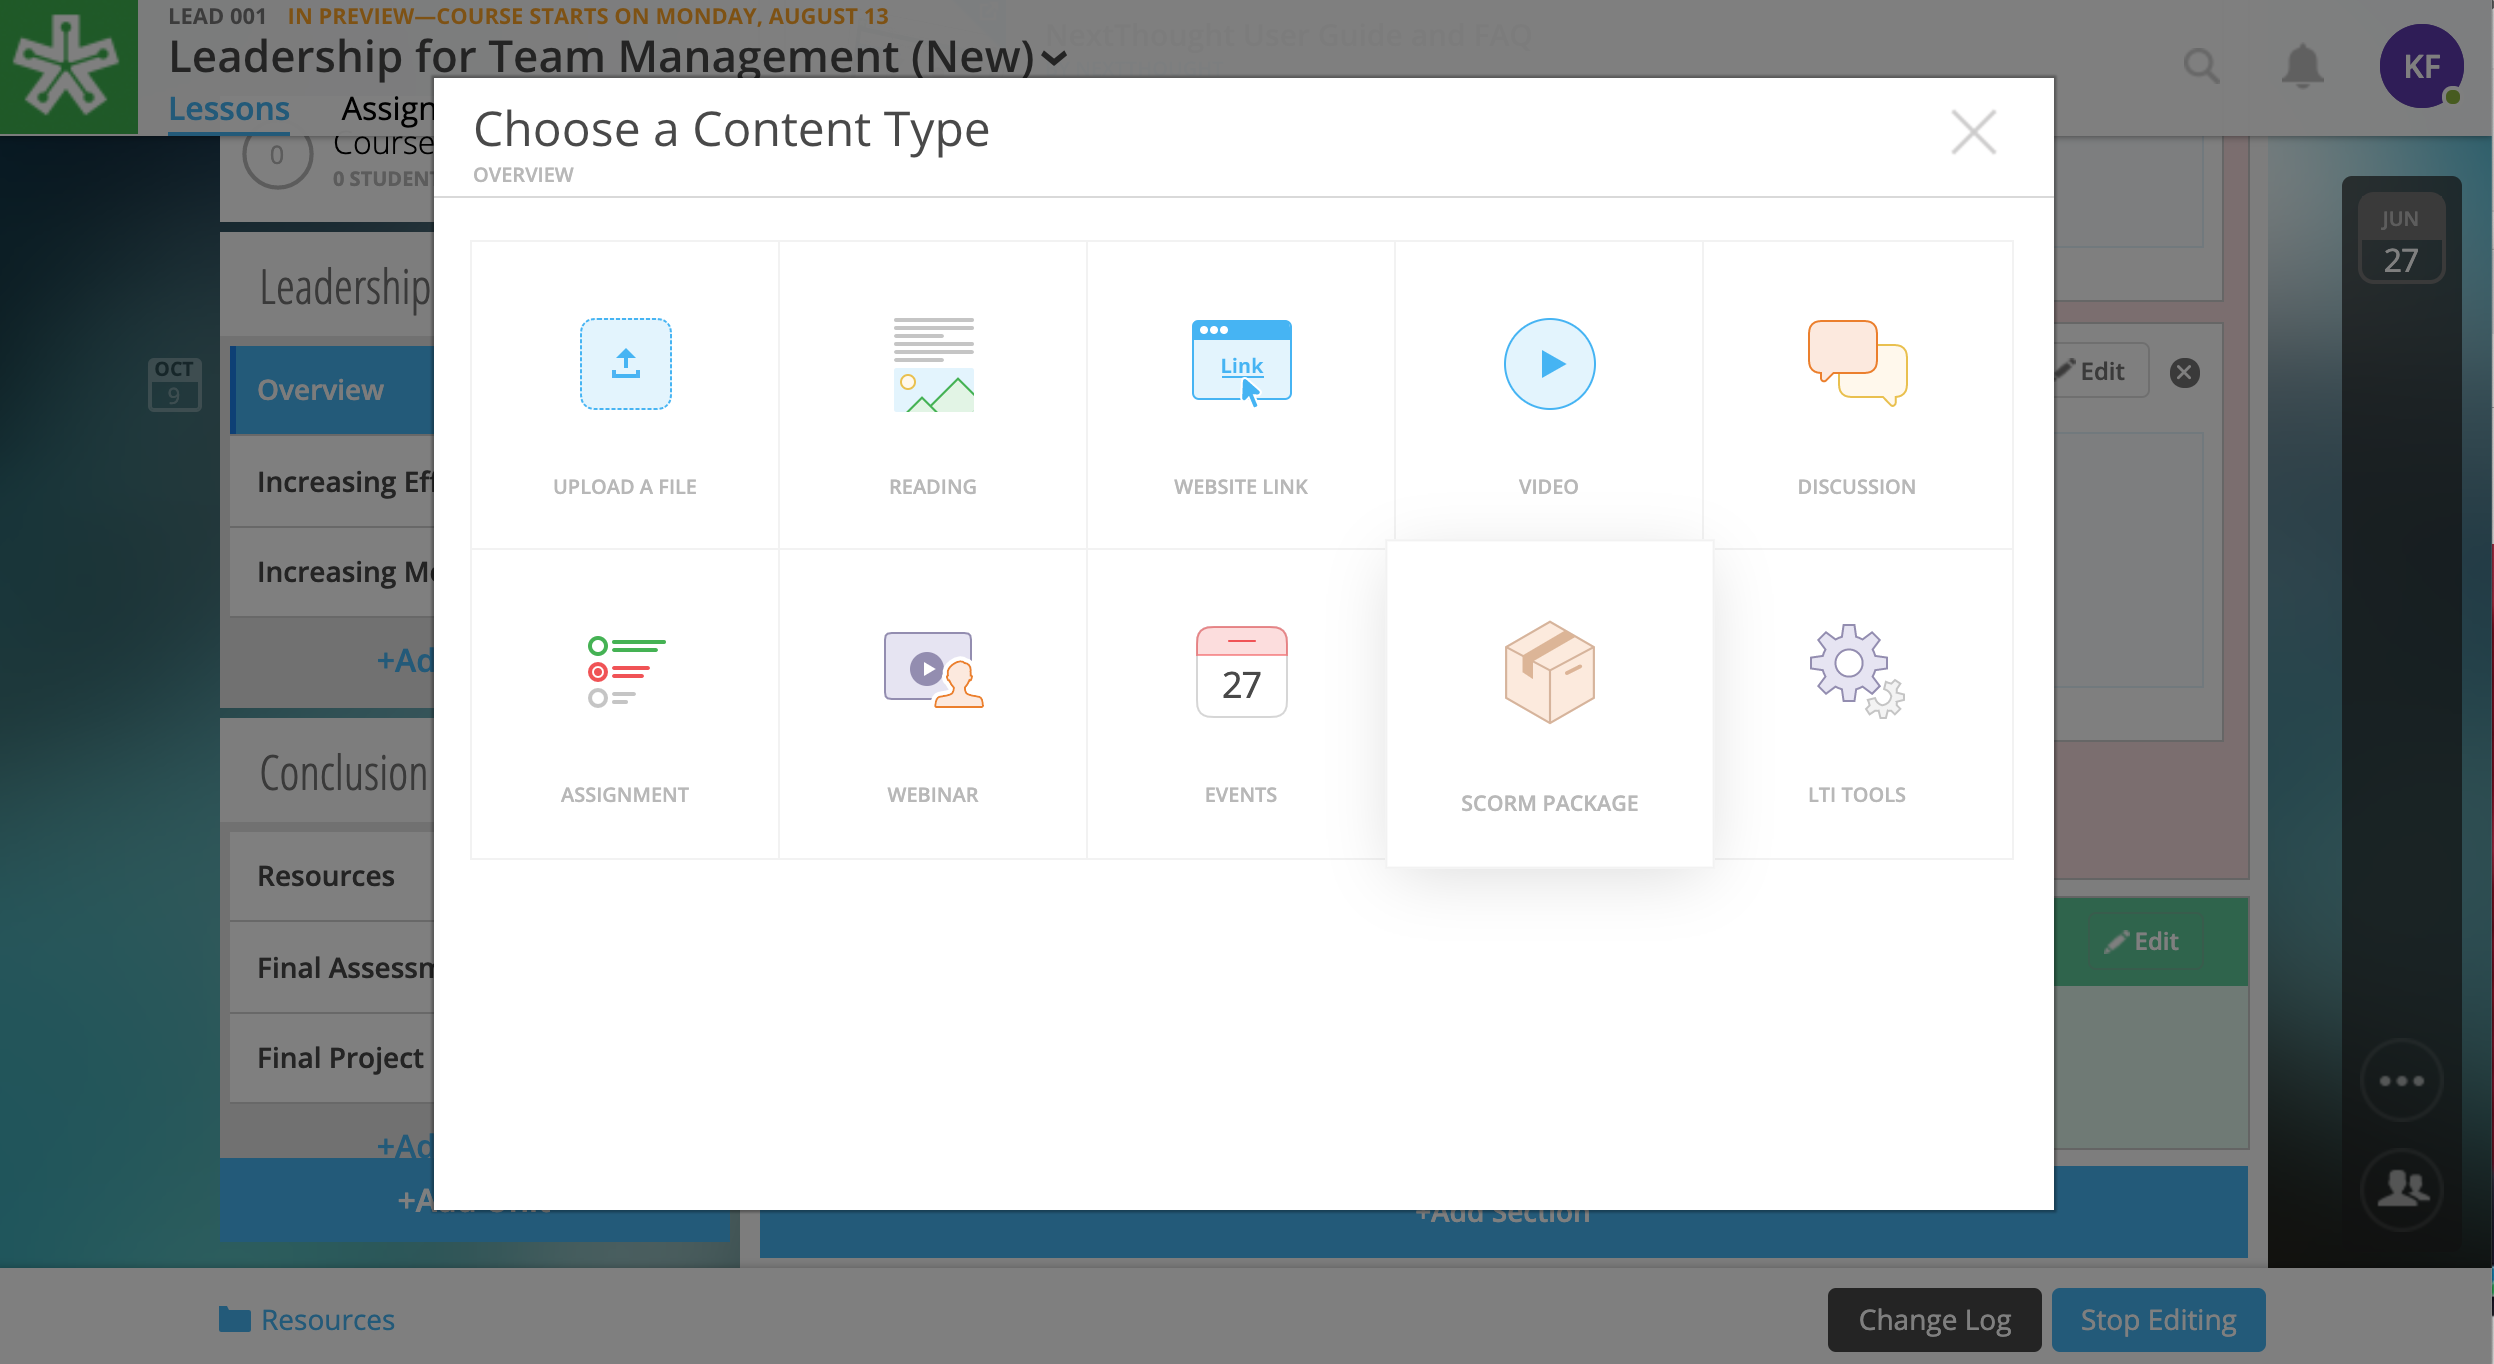 LEAD 001 IN PREVIEW—COURSE STARTS ON MONDAY, AUGUST 13
NextThought User Guide and FAQ
Leadership for Team Management (New)
KF
Lessons
Assign
Choose a Content Type
OVERVIEW
0
Course
0 STUDENT
JUN
27
Leadership
OCT
9
Overview
Increasing Eff
Increasing Mo
+Ad
Conclusion
Resources
Final Assessm
Final Project
+Ad
Link
UPLOAD A FILE
READING
WEBSITE LINK
VIDEO
DISCUSSION
27
ASSIGNMENT
WEBINAR
EVENTS
SCORM PACKAGE
LTI TOOLS
Edit
Edit
+Add Unit
+Add Section
Resources
Change Log
Stop Editing